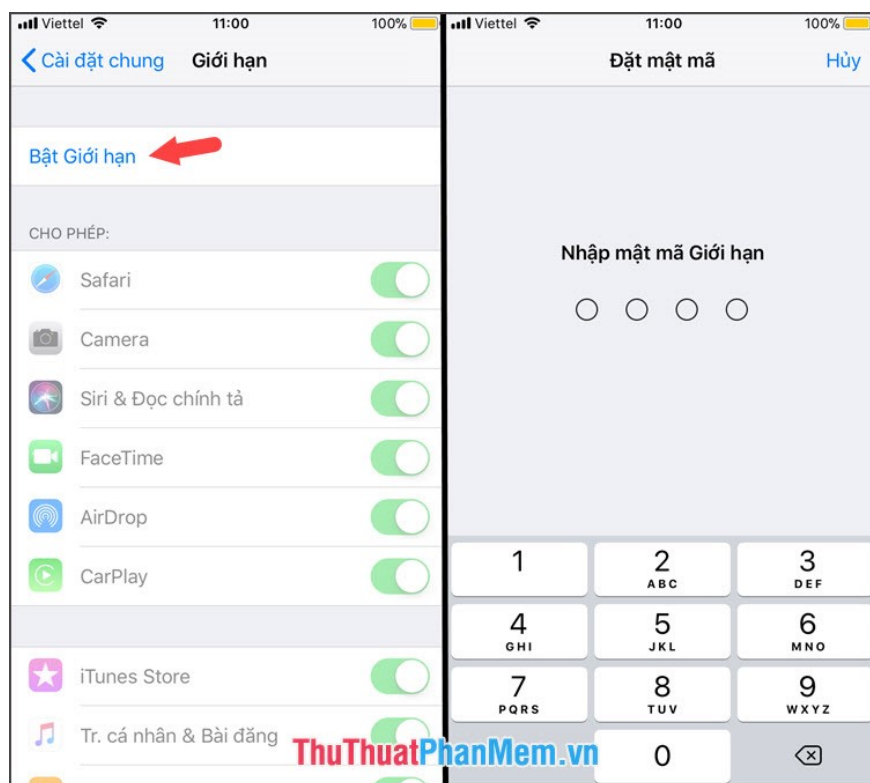 Viettel 11:00 100%
Cài đặt chung Giới hạn
Bật Giới hạn
CHO PHÉP:
Safari
Camera
Siri & Đọc chính tả
FaceTime
AirDrop
CarPlay
iTunes Store
Tr. cá nhân & Bài đăng
Viettel 11:00 100%
Đặt mật mã Hủy
Nhập mật mã Giới hạn
1 2 3
ABC DEF
4 5 6
GHI JKL MNO
7 8 9
PQRS TUV WXYZ
0
ThuThuatPhanMem.vn